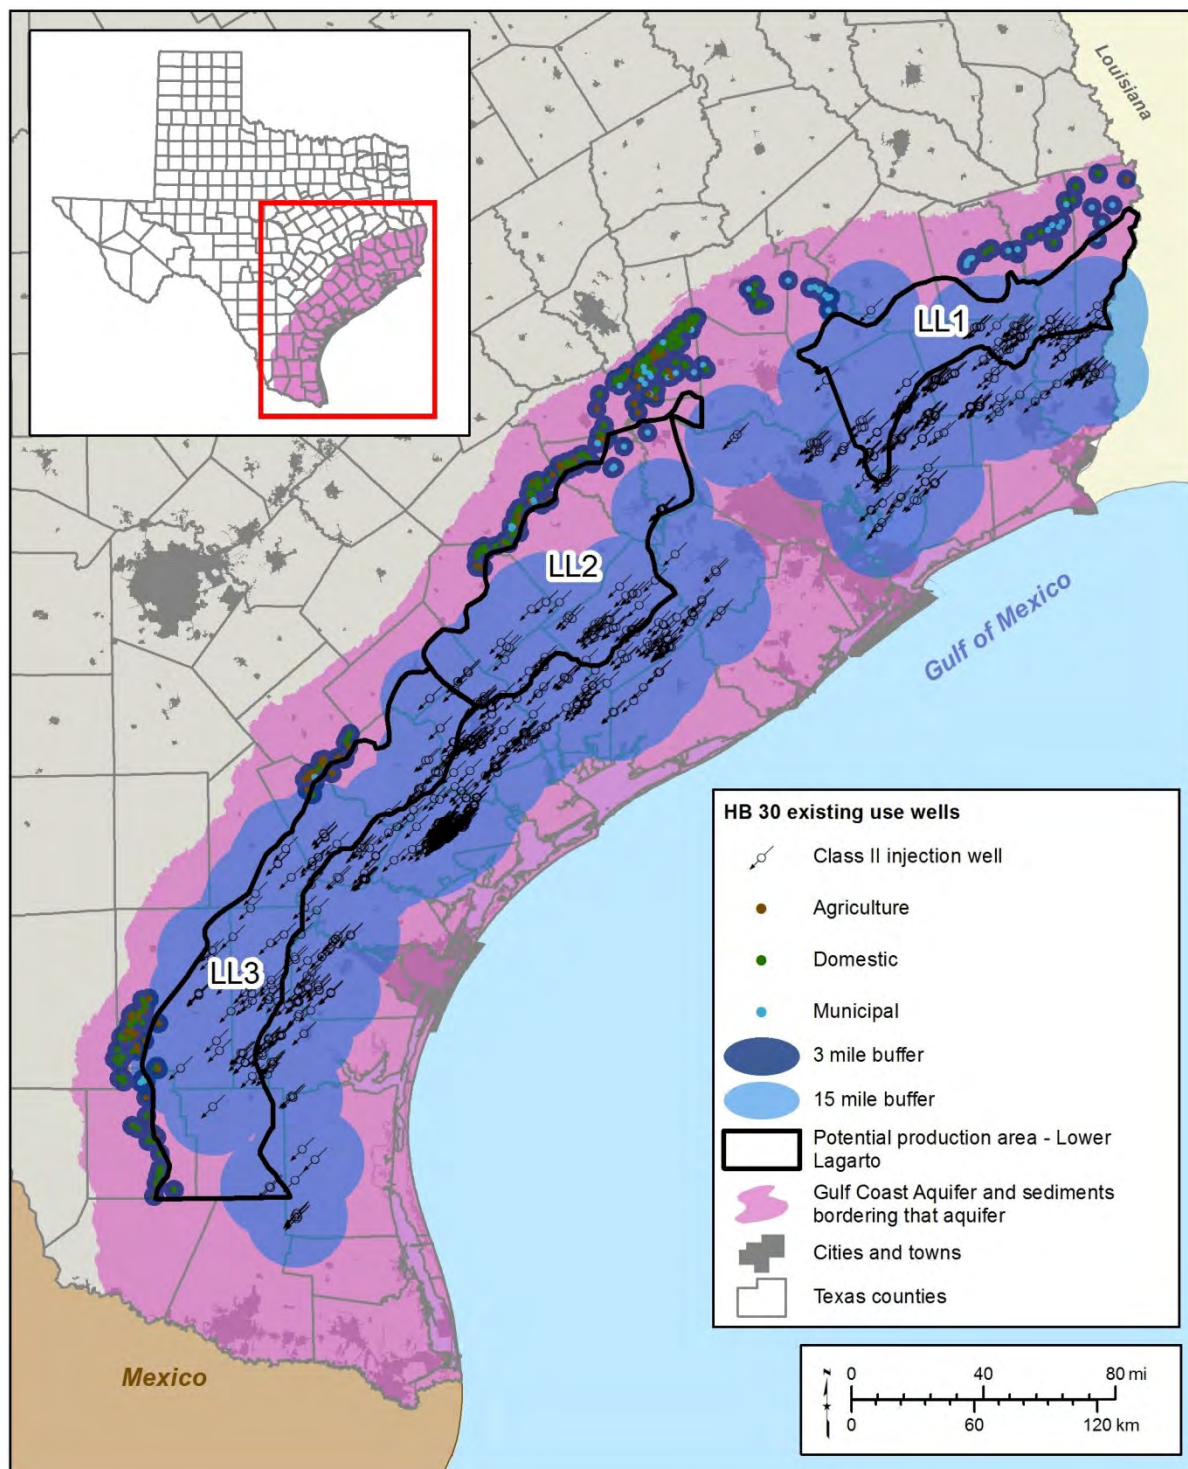 Louisiana
LL1
LL2
Gulf of Mexico
LL3
Mexico
HB 30 existing use wells
Class II injection well
Agriculture
Domestic
Municipal
3 mile buffer
15 mile buffer
Potential production area - Lower
Lagarto
Gulf Coast Aquifer and sediments
bordering that aquifer
Cities and towns
Texas counties
N
0 40 80 mi
0 60 120 km